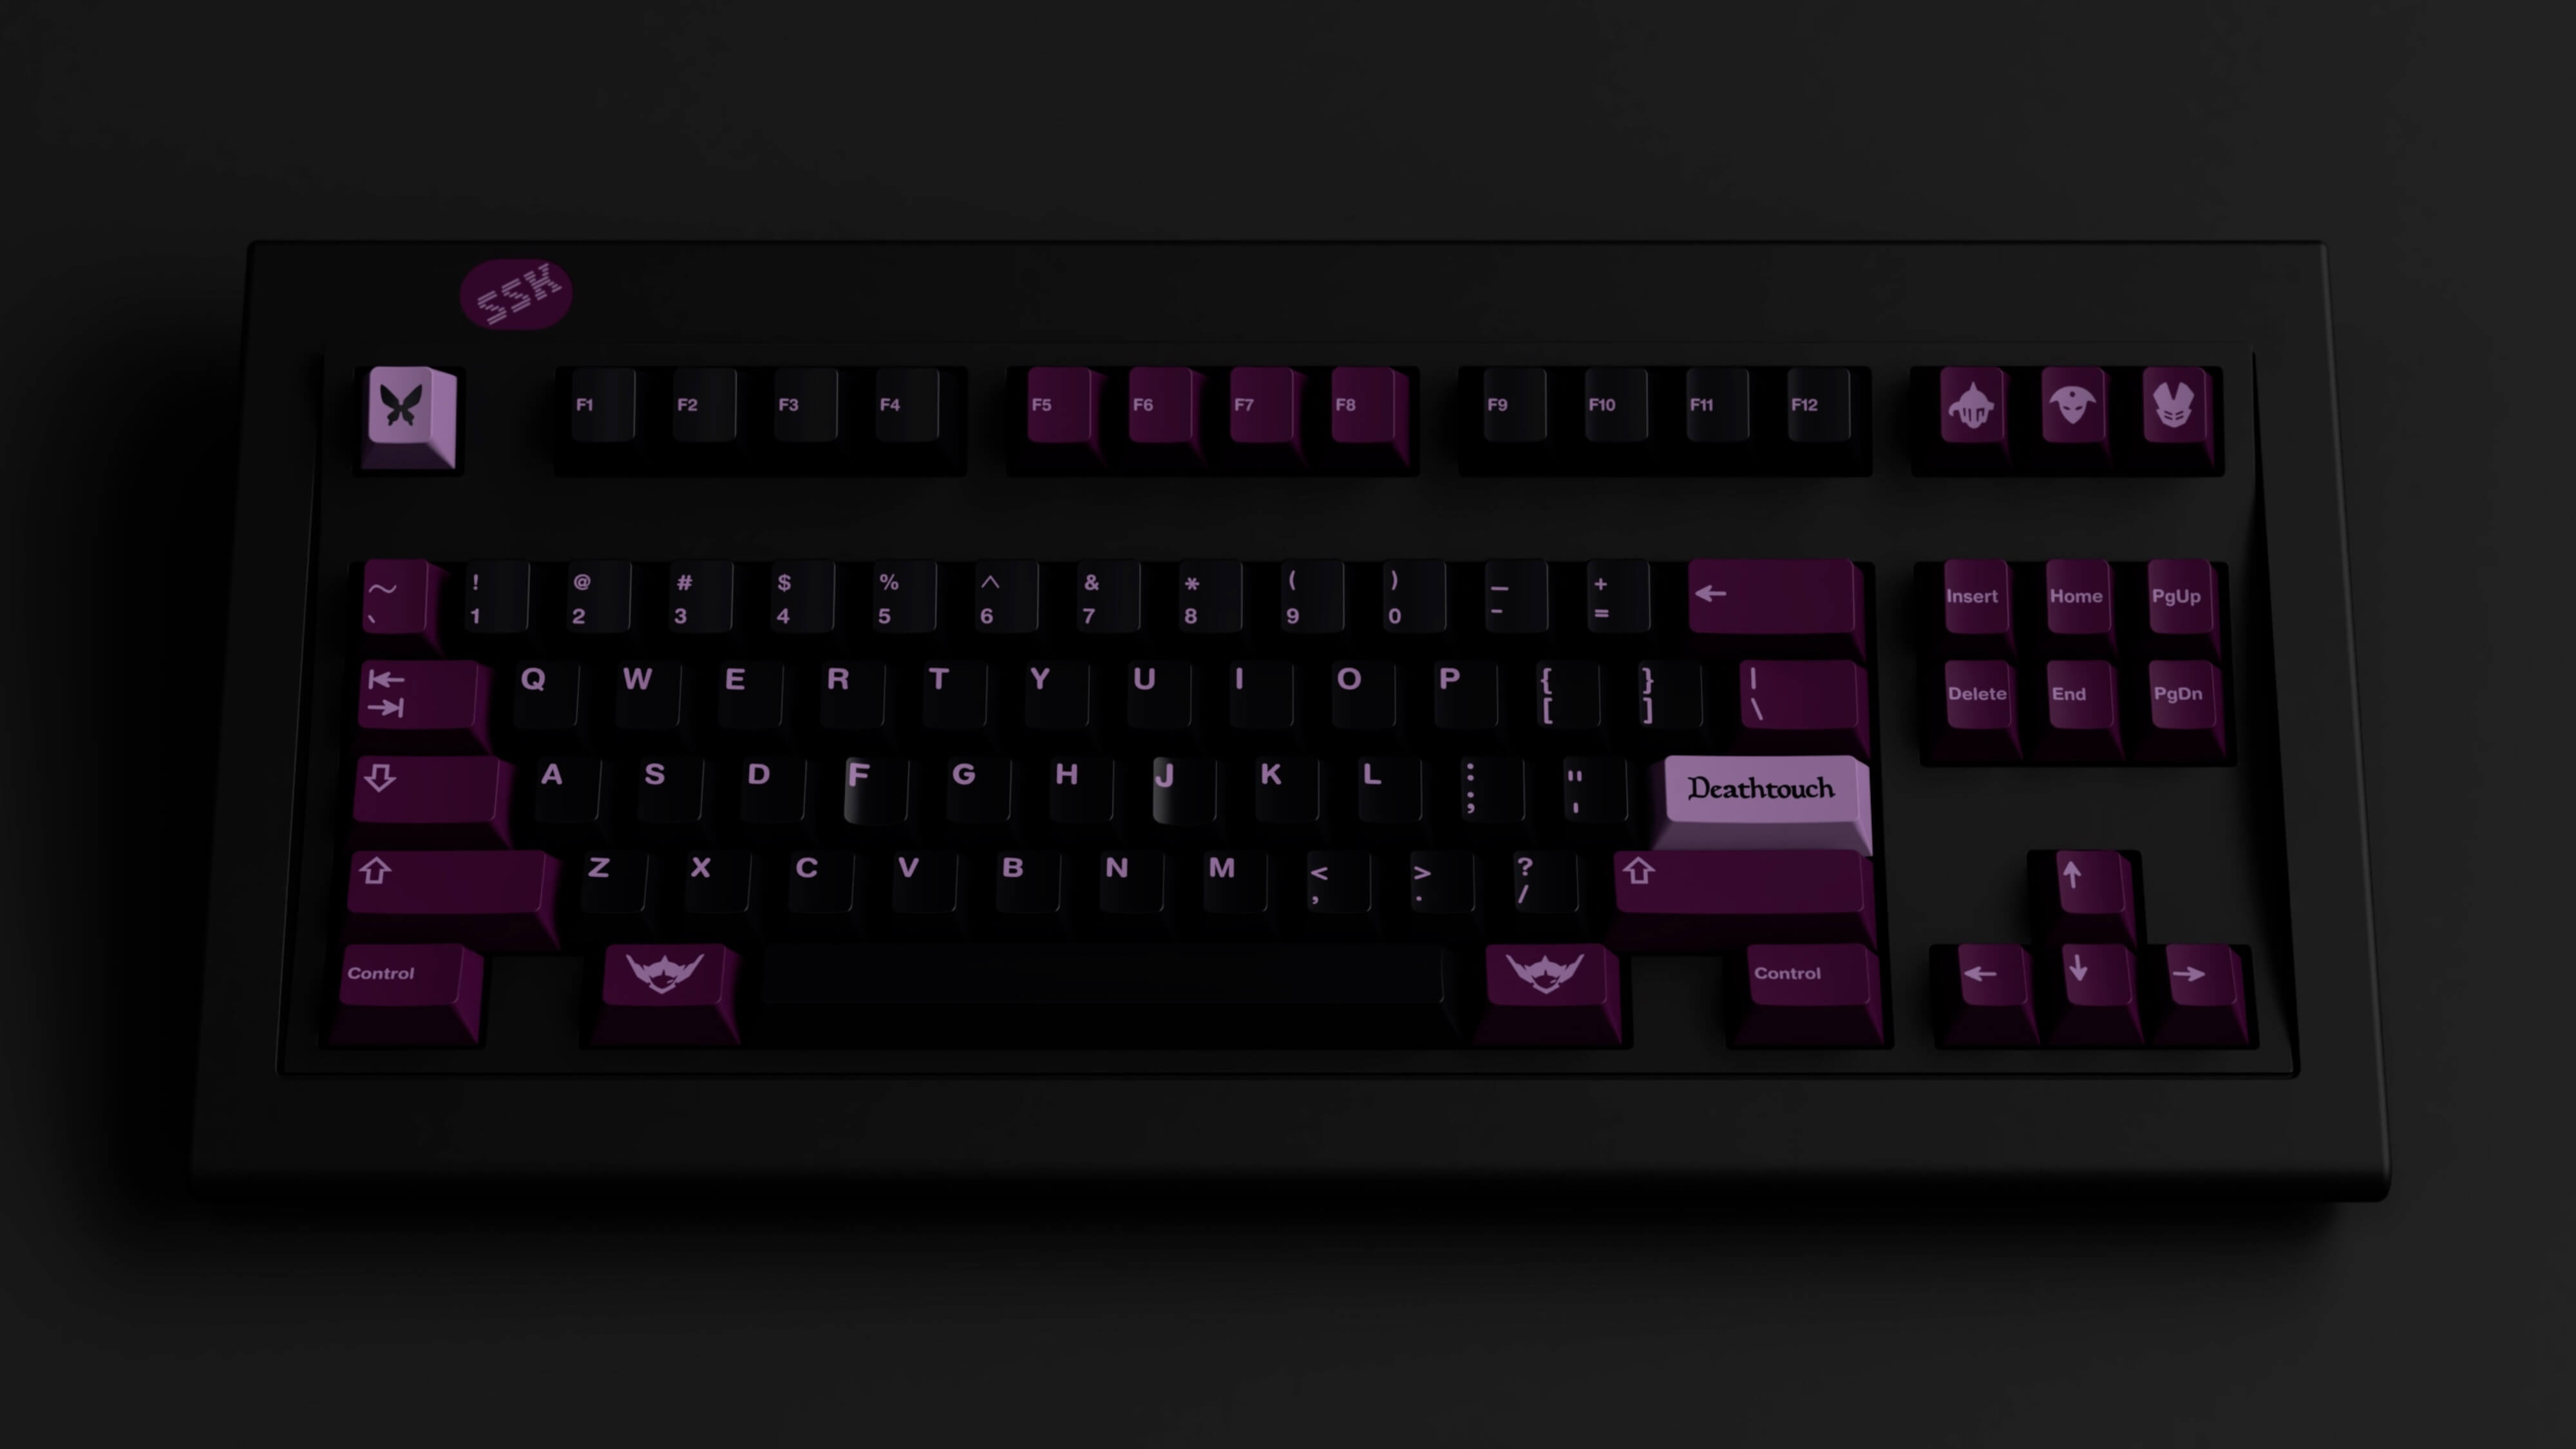 SSK
F1 F2 F3 F4 F5 F6 F7 F8 F9 F10 F11 F12
~ ! @ # $ % ^ & * ( ) _ +
` 1 2 3 4 5 6 7 8 9 0 - = ←
Insert Home PgUp
Q W E R T Y U I O P { } |
[ ] \
Delete End PgDn
A S D F G H J K L : "
; '
Deathtouch
Z X C V B N M < > ?
, . /
Control Control